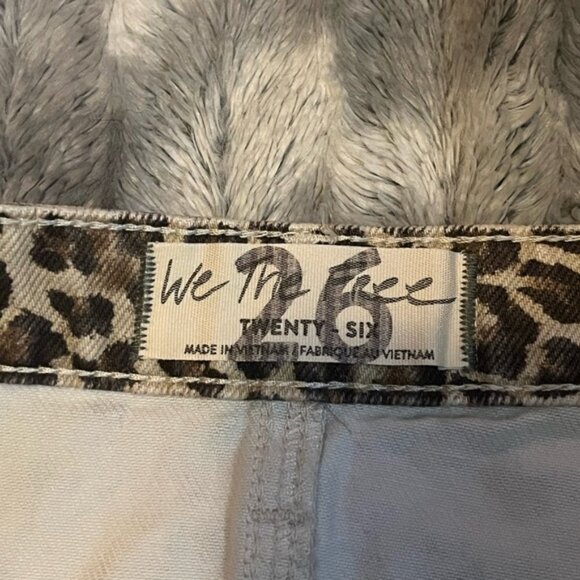 We The Free
26
TWENTY - SIX
MADE IN VIETNAM / FABRIQUE AU VIETNAM